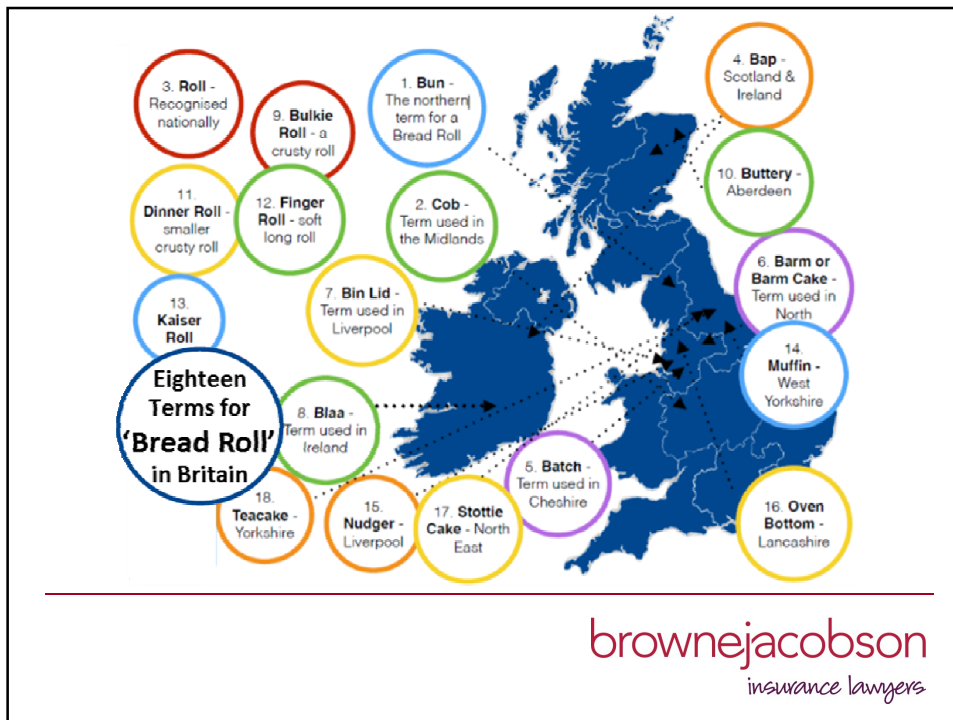 3. Roll -
Recognised
nationally
9. Bulkie
Roll - a
crusty roll
1. Bun -
The northern
term for a
Bread Roll
4. Bap -
Scotland &
Ireland
11.
Dinner Roll -
smaller
crusty roll
12. Finger
Roll - soft
long roll
2. Cob -
Term used in
the Midlands
10. Buttery -
Aberdeen
7. Bin Lid -
Term used in
Liverpool
6. Barm or
Barm Cake -
Term used in
North
13.
Kaiser
Roll
14.
Muffin -
West
Yorkshire
Eighteen
Terms for
‘Bread Roll’
in Britain
8. Blaa -
Term used in
Ireland
5. Batch -
Term used in
Cheshire
18.
Teacake -
Yorkshire
15.
Nudger -
Liverpool
17. Stottie
Cake - North
East
16. Oven
Bottom -
Lancashire
brownejacobson
insurance lawyers